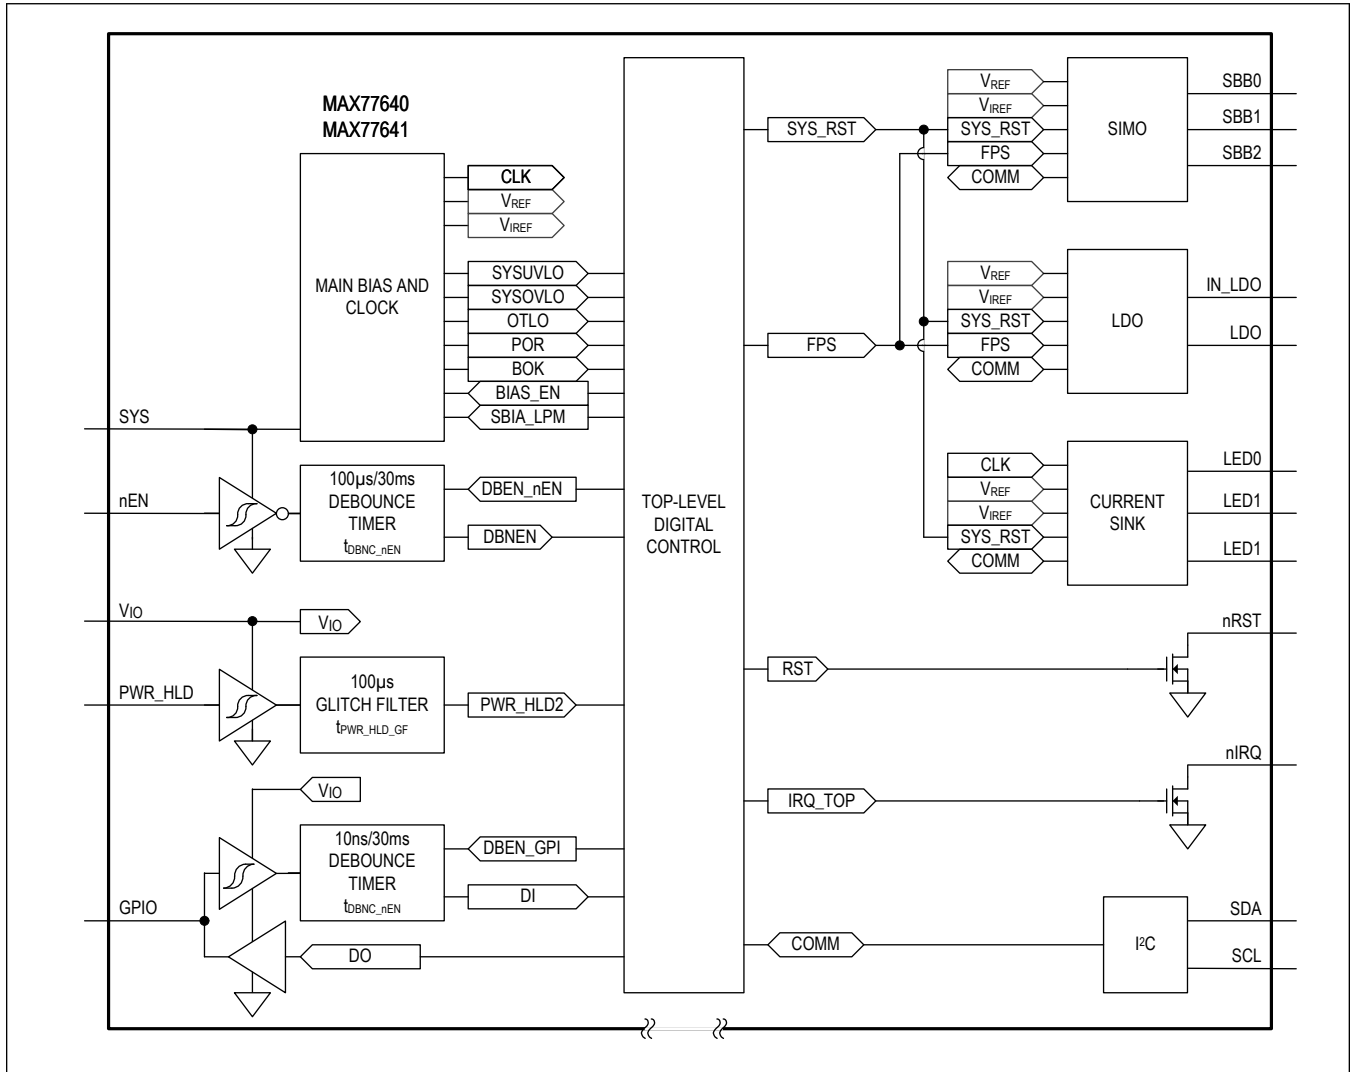 MAX77640
MAX77641
MAIN BIAS AND
CLOCK
CLK
VREF
VIREF
SYSUVLO
SYSOVLO
OTLO
POR
BOK
BIAS_EN
SBIA_LPM
SYS
nEN
100µs/30ms
DEBOUNCE
TIMER
tDBNC_nEN
DBEN_nEN
DBNEN
VIO
VIO
PWR_HLD
100µs
GLITCH FILTER
tPWR_HLD_GF
PWR_HLD2
VIO
10ns/30ms
DEBOUNCE
TIMER
tDBNC_nEN
DBEN_GPI
DI
GPIO
DO
TOP-LEVEL
DIGITAL
CONTROL
SYS_RST
FPS
RST
IRQ_TOP
COMM
VREF
VIREF
SYS_RST
FPS
COMM
SIMO
SBB0
SBB1
SBB2
VREF
VIREF
SYS_RST
FPS
COMM
LDO
IN_LDO
LDO
CLK
VREF
VIREF
SYS_RST
COMM
CURRENT
SINK
LED0
LED1
LED1
nRST
nIRQ
I²C
SDA
SCL